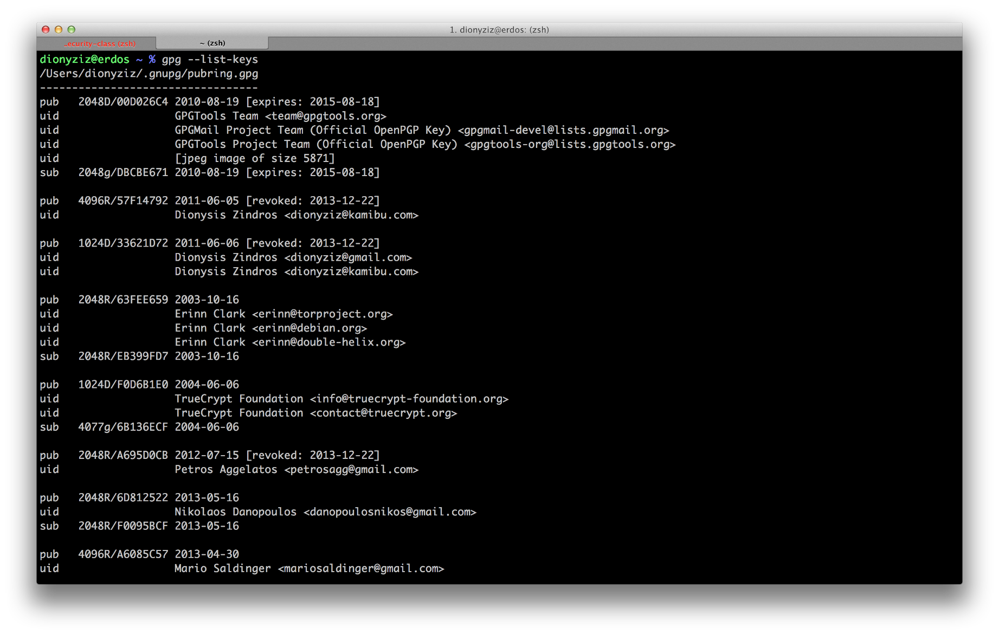 1. dionyziz@erdos: (zsh)
..ecurity-class (zsh)
~ (zsh)
dionyziz@erdos ~ % gpg --list-keys
/Users/dionyziz/.gnupg/pubring.gpg
----------------------------------
pub   2048D/00D026C4 2010-08-19 [expires: 2015-08-18]
uid                  GPGTools Team <team@gpgtools.org>
uid                  GPGMail Project Team (Official OpenPGP Key) <gpgmail-devel@lists.gpgmail.org>
uid                  GPGTools Project Team (Official OpenPGP Key) <gpgtools-org@lists.gpgtools.org>
uid                  [jpeg image of size 5871]
sub   2048g/DBCBE671 2010-08-19 [expires: 2015-08-18]
pub   4096R/57F14792 2011-06-05 [revoked: 2013-12-22]
uid                  Dionysis Zindros <dionyziz@kamibu.com>
pub   1024D/33621D72 2011-06-06 [revoked: 2013-12-22]
uid                  Dionysis Zindros <dionyziz@gmail.com>
uid                  Dionysis Zindros <dionyziz@kamibu.com>
pub   2048R/63FEE659 2003-10-16
uid                  Erinn Clark <erinn@torproject.org>
uid                  Erinn Clark <erinn@debian.org>
uid                  Erinn Clark <erinn@double-helix.org>
sub   2048R/EB399FD7 2003-10-16
pub   1024D/F0D6B1E0 2004-06-06
uid                  TrueCrypt Foundation <info@truecrypt-foundation.org>
uid                  TrueCrypt Foundation <contact@truecrypt.org>
sub   4077g/6B136ECF 2004-06-06
pub   2048R/A695D0CB 2012-07-15 [revoked: 2013-12-22]
uid                  Petros Aggelatos <petrosagg@gmail.com>
pub   2048R/6D812522 2013-05-16
uid                  Nikolaos Danopoulos <danopoulosnikos@gmail.com>
sub   2048R/F0095BCF 2013-05-16
pub   4096R/A6085C57 2013-04-30
uid                  Mario Saldinger <mariosaldinger@gmail.com>